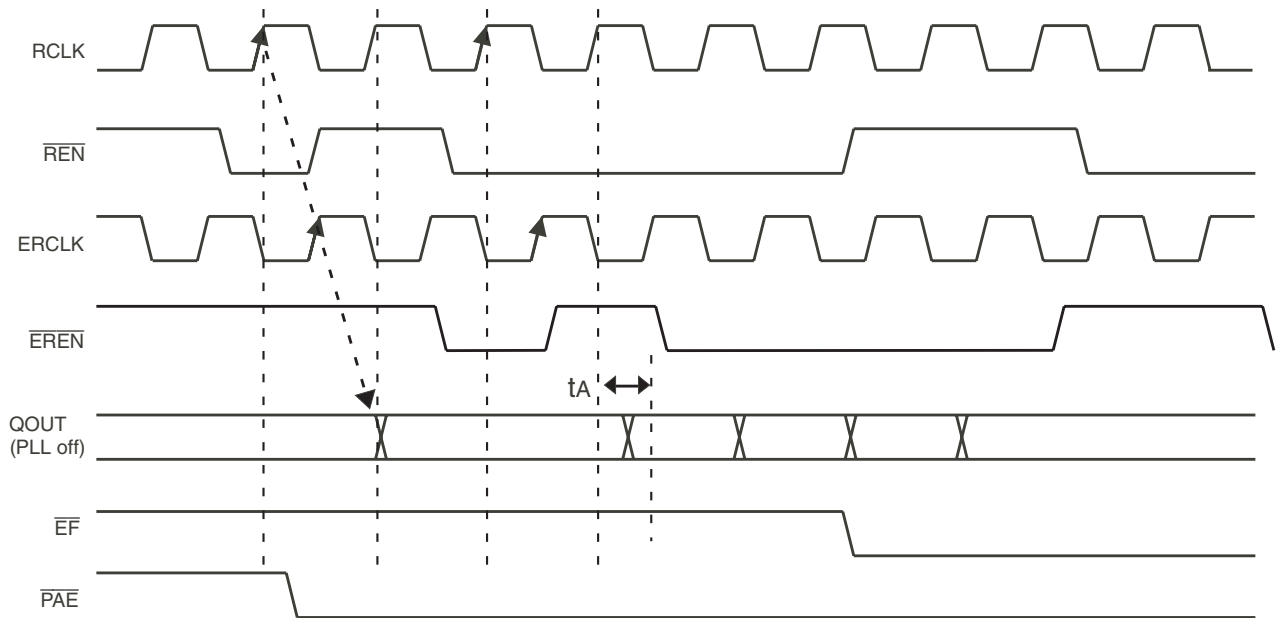 RCLK
REN
ERCLK
EREN
tA
QOUT
(PLL off)
EF
PAE